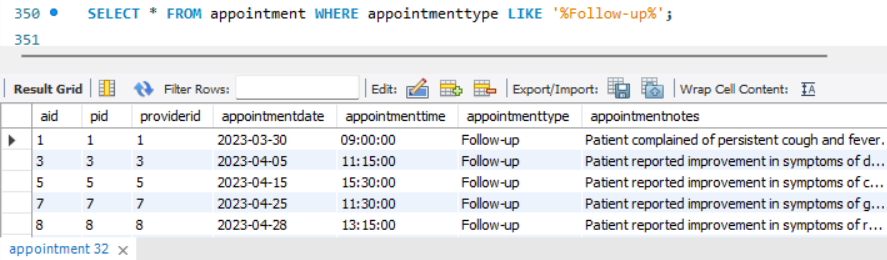 350 SELECT * FROM appointment WHERE appointmenttype LIKE '%Follow-up%';
351
Result Grid Filter Rows: Edit: Export/Import: Wrap Cell Content:
aid pid providerid appointmentdate appointmenttime appointmenttype appointmentnotes
1 1 1 2023-03-30 09:00:00 Follow-up Patient complained of persistent cough and fever.
3 3 3 2023-04-05 11:15:00 Follow-up Patient reported improvement in symptoms of d...
5 5 5 2023-04-15 15:30:00 Follow-up Patient reported improvement in symptoms of c...
7 7 7 2023-04-25 11:30:00 Follow-up Patient reported improvement in symptoms of g...
8 8 8 2023-04-28 13:15:00 Follow-up Patient reported improvement in symptoms of r...
appointment 32